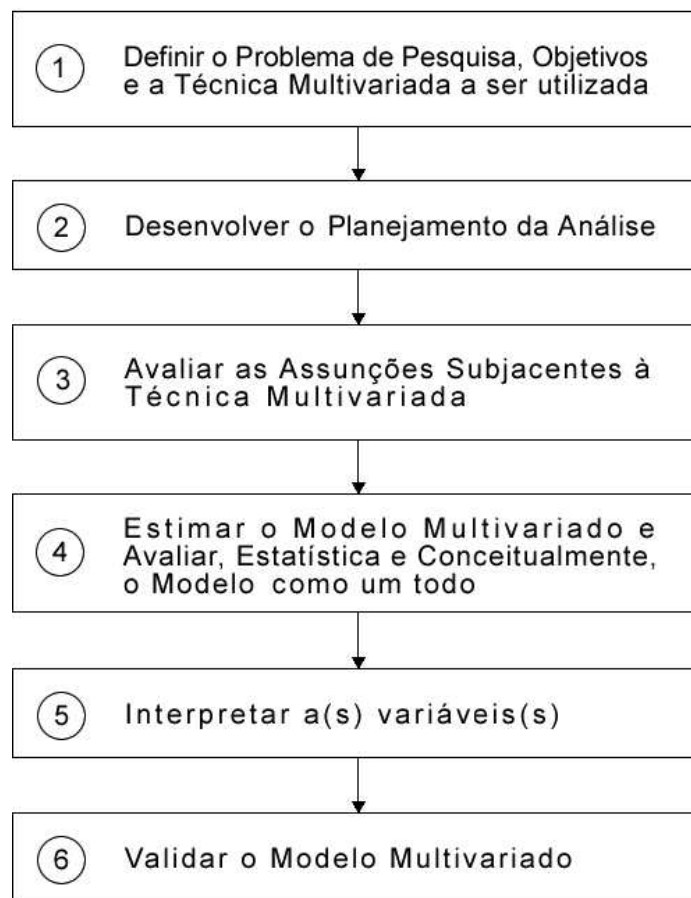 1
Definir o Problema de Pesquisa, Objetivos
e a Técnica Multivariada a ser utilizada
2
Desenvolver o Planejamento da Análise
3
Avaliar as Assunções Subjacentes à
Técnica Multivariada
4
Estimar o Modelo Multivariado e
Avaliar, Estatística e Conceitualmente,
o Modelo como um todo
5
Interpretar a(s) variáveis(s)
6
Validar o Modelo Multivariado